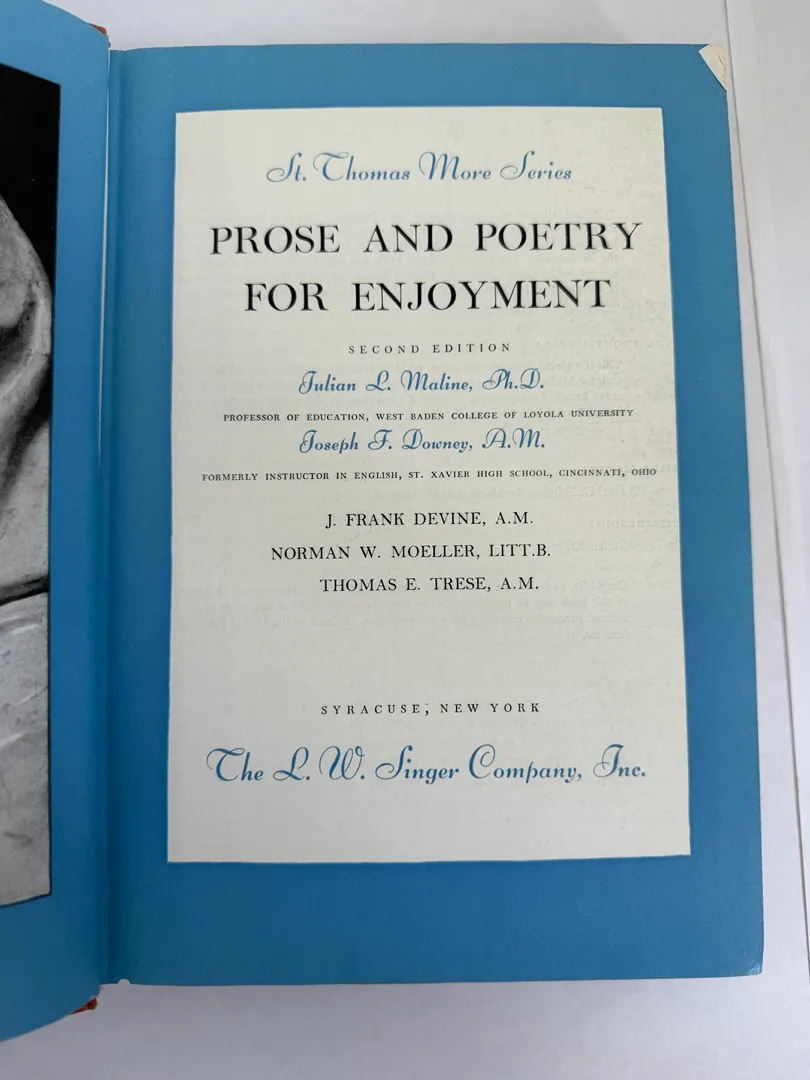 St. Thomas More Series
PROSE AND POETRY
FOR ENJOYMENT
SECOND EDITION
Julian L. Maline, Ph.D.
PROFESSOR OF EDUCATION, WEST BADEN COLLEGE OF LOYOLA UNIVERSITY
Joseph F. Downey, A.M.
FORMERLY INSTRUCTOR IN ENGLISH, ST. XAVIER HIGH SCHOOL, CINCINNATI, OHIO
J. FRANK DEVINE, A.M.
NORMAN W. MOELLER, LITT.B.
THOMAS E. TRESE, A.M.
SYRACUSE, NEW YORK
The L. W. Singer Company, Inc.